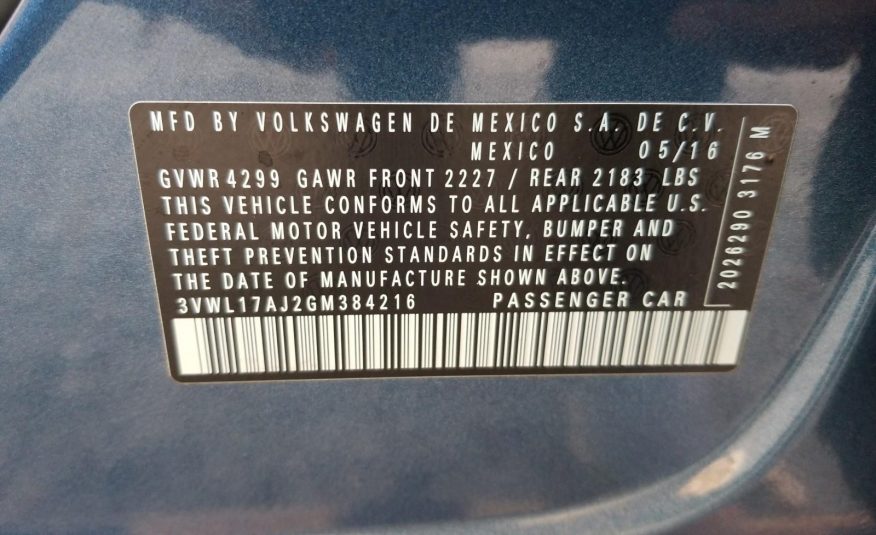 MFD BY VOLKSWAGEN DE MEXICO S.A. DE C.V.
MEXICO 05/16
GVWR 4299 GAWR FRONT 2227 / REAR 2183 LBS
THIS VEHICLE CONFORMS TO ALL APPLICABLE U.S.
FEDERAL MOTOR VEHICLE SAFETY, BUMPER AND
THEFT PREVENTION STANDARDS IN EFFECT ON
THE DATE OF MANUFACTURE SHOWN ABOVE.
3VWL17AJ2GM384216 PASSENGER CAR
2026290 3176 M